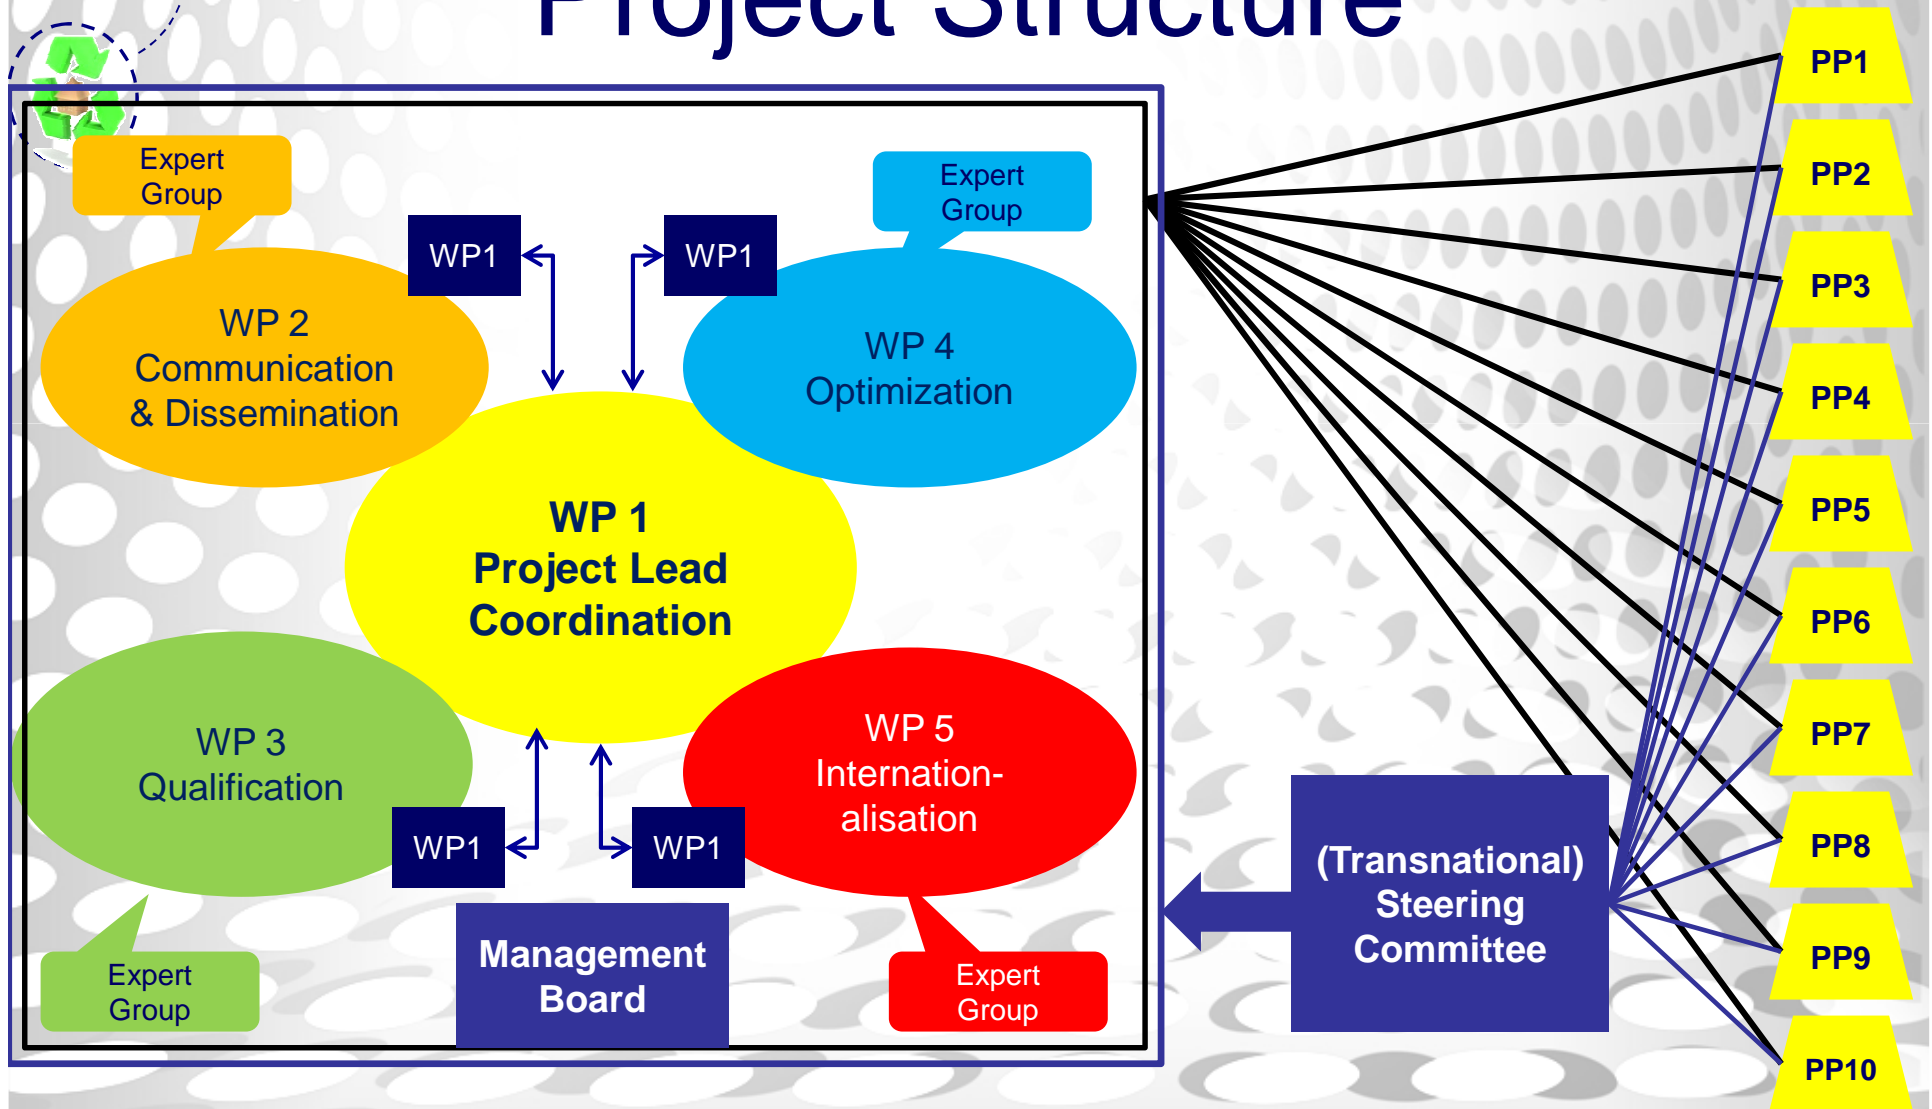 Project Structure
Expert
Group
Expert
Group
WP1
WP1
WP 2
Communication
& Dissemination
WP 4
Optimization
WP 1
Project Lead
Coordination
WP 3
Qualification
WP 5
Internation-
alisation
WP1
WP1
Expert
Group
Management
Board
Expert
Group
(Transnational)
Steering
Committee
PP1
PP2
PP3
PP4
PP5
PP6
PP7
PP8
PP9
PP10